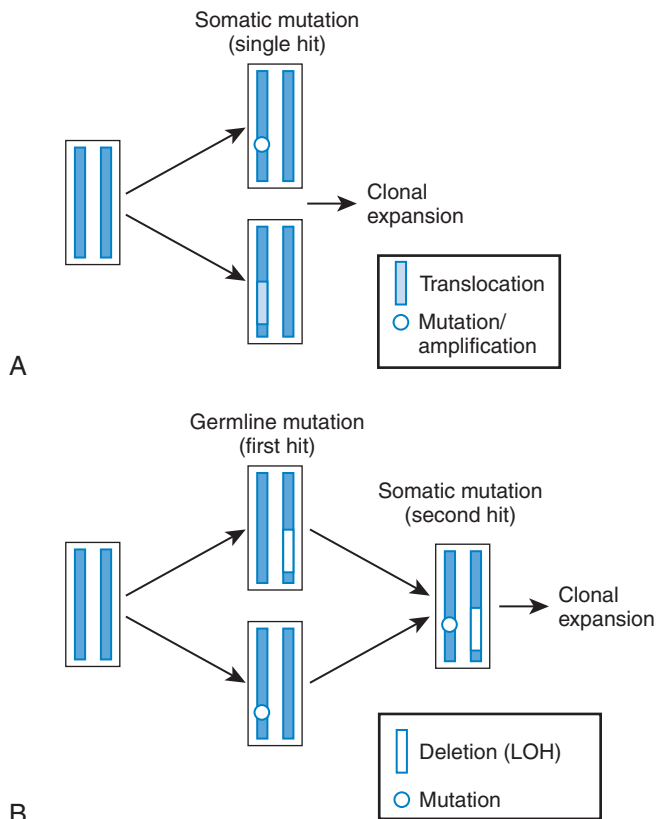 Somatic mutation
(single hit)
Clonal
expansion
Translocation
Mutation/
amplification
A
Germline mutation
(first hit)
Somatic mutation
(second hit)
Clonal
expansion
Deletion (LOH)
Mutation
B